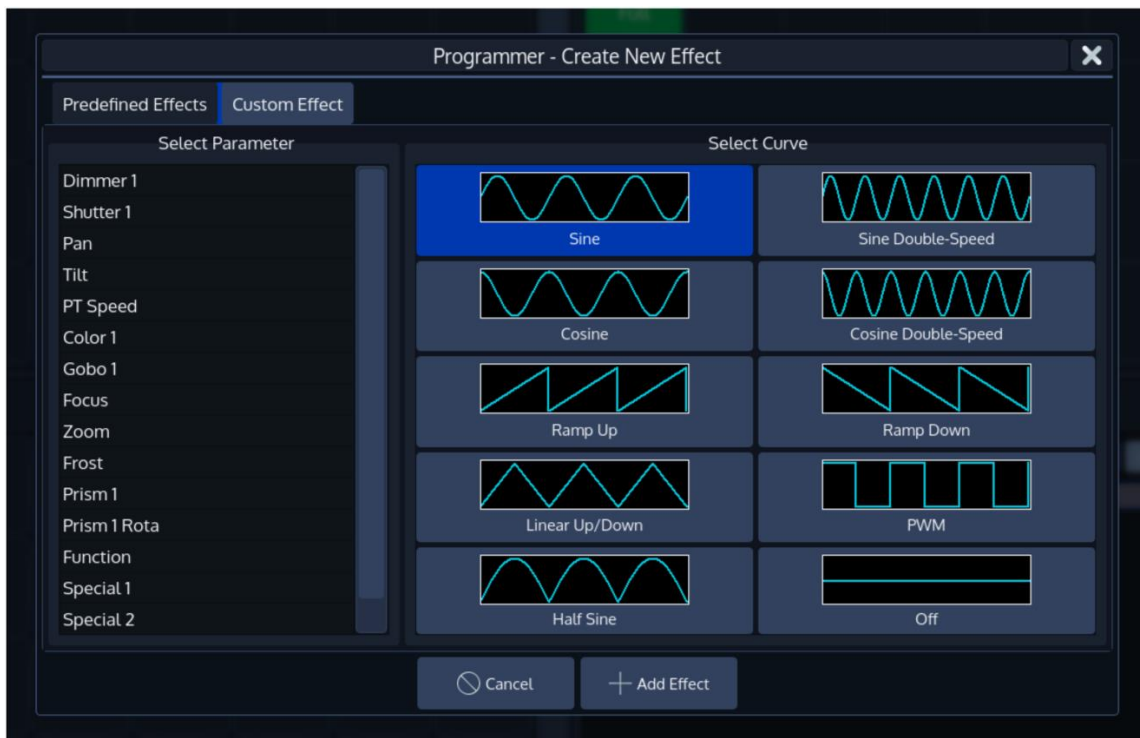 Programmer - Create New Effect
Predefined Effects
Custom Effect
Select Parameter
Dimmer 1
Shutter 1
Pan
Tilt
PT Speed
Color 1
Gobo 1
Focus
Zoom
Frost
Prism 1
Prism 1 Rota
Function
Special 1
Special 2
Select Curve
Sine
Sine Double-Speed
Cosine
Cosine Double-Speed
Ramp Up
Ramp Down
Linear Up/Down
PWM
Half Sine
Off
Cancel
Add Effect